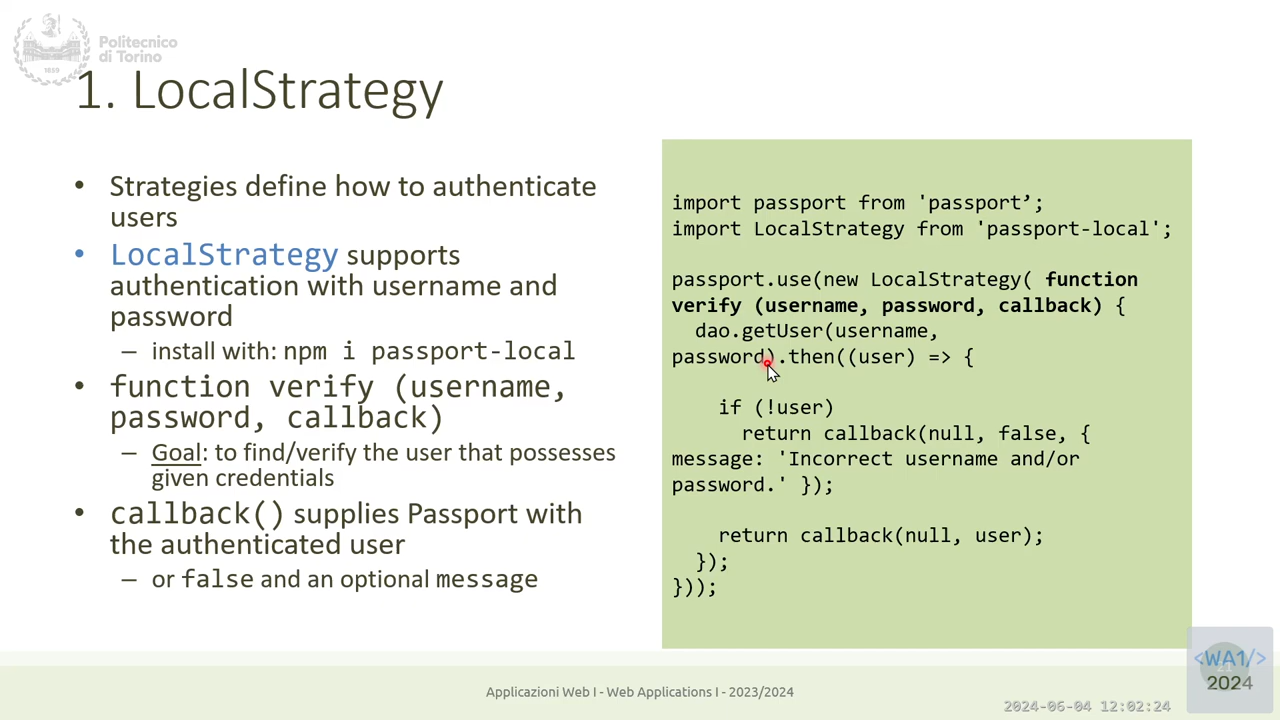 Politecnico
di Torino
1859
1. LocalStrategy
• Strategies define how to authenticate
users
• LocalStrategy supports
authentication with username and
password
– install with: npm i passport-local
• function verify (username,
password, callback)
– Goal: to find/verify the user that possesses
given credentials
• callback() supplies Passport with
the authenticated user
– or false and an optional message
import passport from 'passport’;
import LocalStrategy from 'passport-local';
passport.use(new LocalStrategy( function
verify (username, password, callback) {
dao.getUser(username,
password).then((user) => {
if (!user)
return callback(null, false, {
message: 'Incorrect username and/or
password.' });
return callback(null, user);
});
}));
Applicazioni Web I - Web Applications I - 2023/2024
<WA1/>
2024
2024-06-04 12:02:24